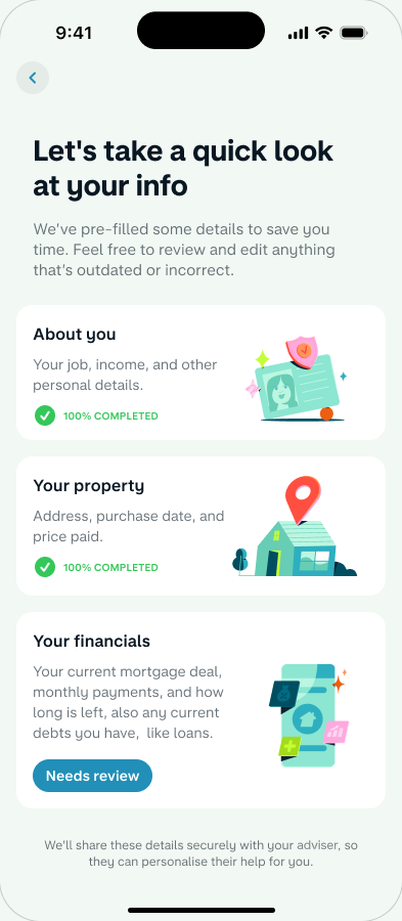 9:41
Let's take a quick look
at your info
We've pre-filled some details to save you
time. Feel free to review and edit anything
that's outdated or incorrect.
About you
Your job, income, and other
personal details.
100% COMPLETED
Your property
Address, purchase date, and
price paid.
100% COMPLETED
Your financials
Your current mortgage deal,
monthly payments, and how
long is left, also any current
debts you have,  like loans.
Needs review
We'll share these details securely with your adviser, so
they can personalise their help for you.